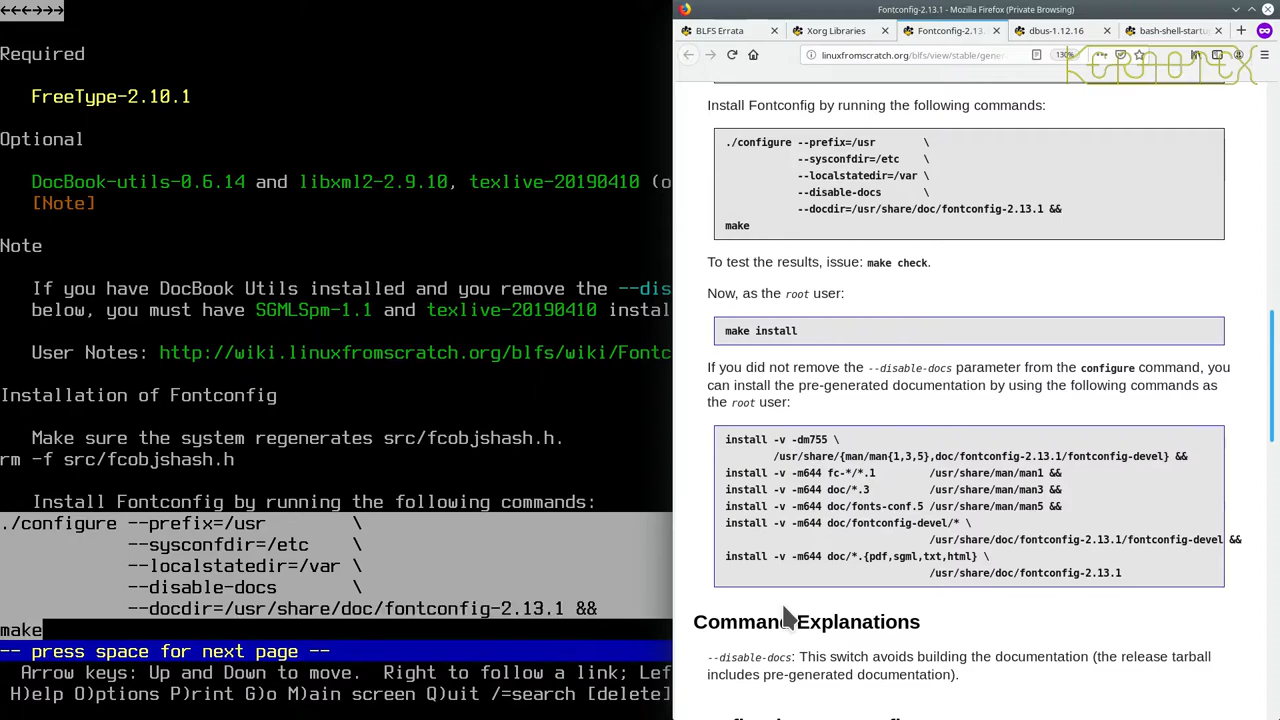 ←←←→→→
Required
FreeType-2.10.1
Optional
DocBook-utils-0.6.14 and libxml2-2.9.10, texlive-20190410 (o
[Note]
Note
If you have DocBook Utils installed and you remove the --dis
below, you must have SGMLSpm-1.1 and texlive-20190410 instal
User Notes: http://wiki.linuxfromscratch.org/blfs/wiki/Fontc
Installation of Fontconfig
Make sure the system regenerates src/fcobjshash.h.
rm -f src/fcobjshash.h
Install Fontconfig by running the following commands:
./configure --prefix=/usr \
--sysconfdir=/etc \
--localstatedir=/var \
--disable-docs \
--docdir=/usr/share/doc/fontconfig-2.13.1 &&
make
-- press space for next page --
Arrow keys: Up and Down to move. Right to follow a link; Lef
H)elp O)ptions P)rint G)o M)ain screen Q)uit /=search [delete]
Fontconfig-2.13.1 - Mozilla Firefox (Private Browsing)
BLFS Errata
Xorg Libraries
Fontconfig-2.13.
dbus-1.12.16
bash-shell-startu
linuxfromscratch.org/blfs/view/stable/gener
130%
KERNOTEX
Install Fontconfig by running the following commands:
./configure --prefix=/usr \
--sysconfdir=/etc \
--localstatedir=/var \
--disable-docs \
--docdir=/usr/share/doc/fontconfig-2.13.1 &&
make
To test the results, issue: make check.
Now, as the root user:
make install
If you did not remove the --disable-docs parameter from the configure command, you
can install the pre-generated documentation by using the following commands as
the root user:
install -v -dm755 \
/usr/share/{man/man{1,3,5},doc/fontconfig-2.13.1/fontconfig-devel} &&
install -v -m644 fc-*/*.1 /usr/share/man/man1 &&
install -v -m644 doc/*.3 /usr/share/man/man3 &&
install -v -m644 doc/fonts-conf.5 /usr/share/man/man5 &&
install -v -m644 doc/fontconfig-devel/* \
/usr/share/doc/fontconfig-2.13.1/fontconfig-devel &&
install -v -m644 doc/*.{pdf,sgml,txt,html} \
/usr/share/doc/fontconfig-2.13.1
Command Explanations
--disable-docs: This switch avoids building the documentation (the release tarball
includes pre-generated documentation).